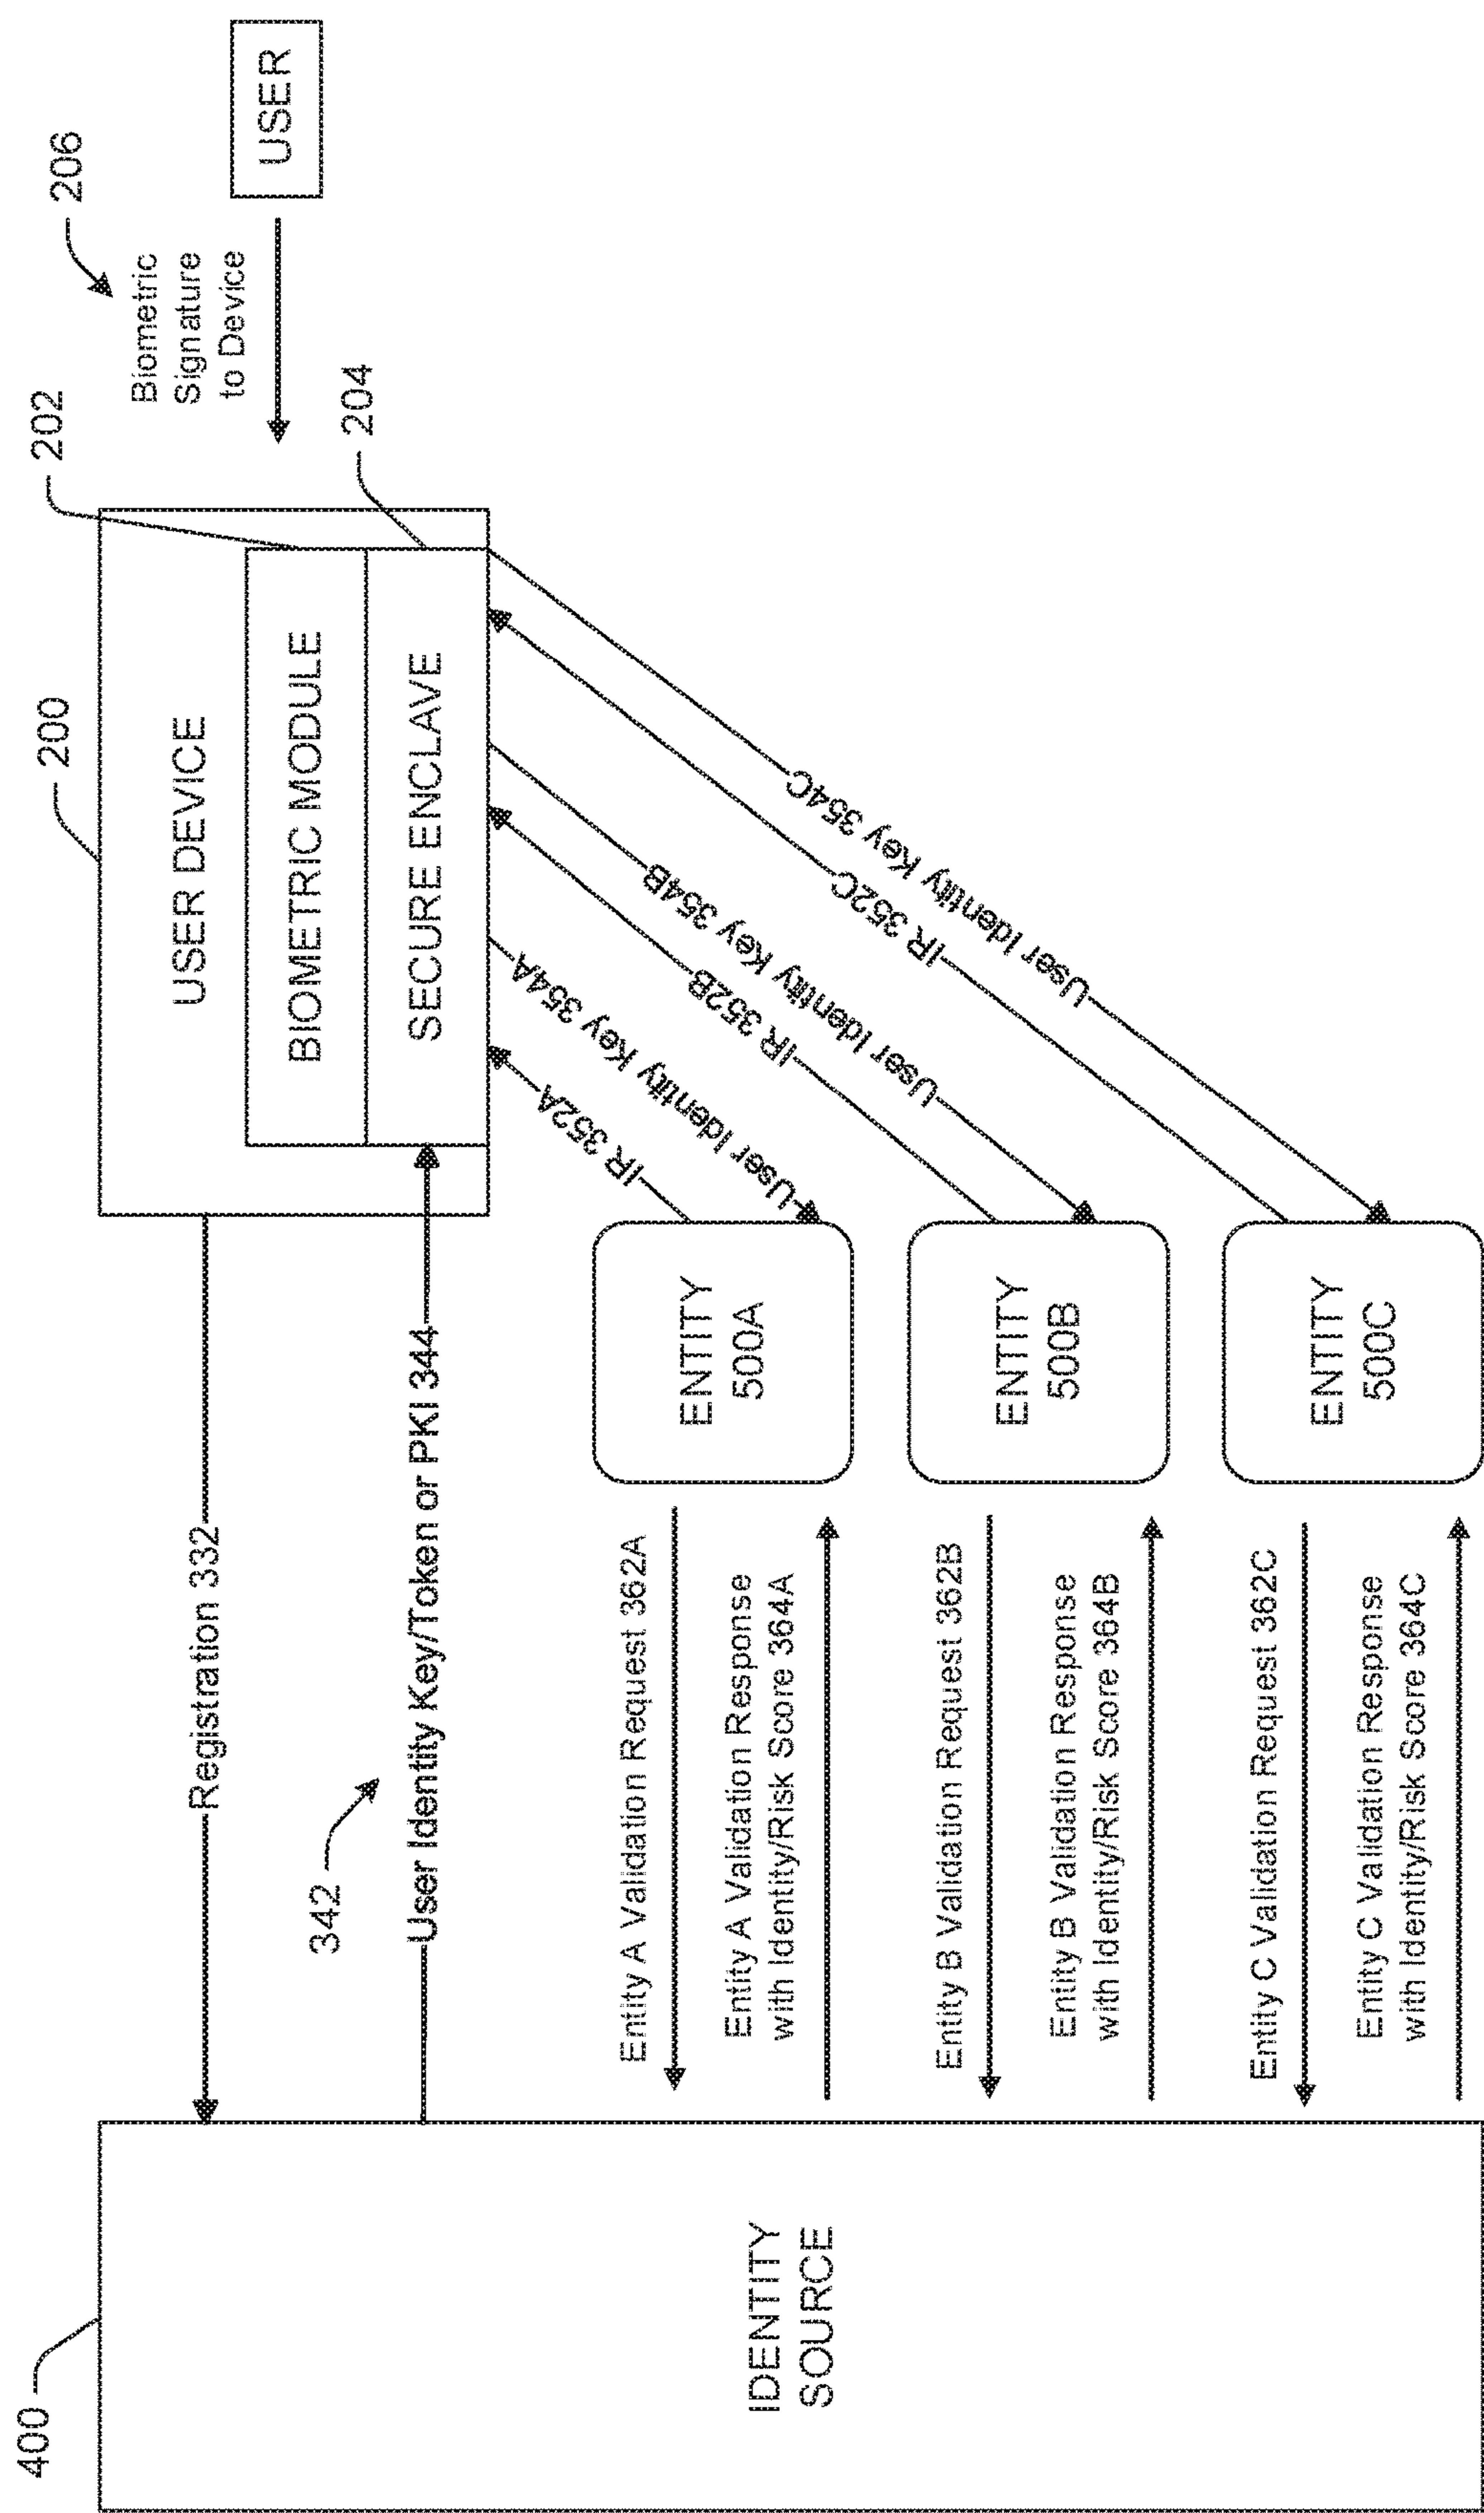 400
IDENTITY
SOURCE
Registration 332
342
User Identity Key/Token or PKI 344
Entity A Validation Request 362A
Entity A Validation Response
with Identity/Risk Score 364A
Entity B Validation Request 362B
Entity B Validation Response
with Identity/Risk Score 364B
Entity C Validation Request 362C
Entity C Validation Response
with Identity/Risk Score 364C
ENTITY
500A
ENTITY
500B
ENTITY
500C
200
USER DEVICE
BIOMETRIC MODULE
SECURE ENCLAVE
202
204
IR 352A
User Identity Key 354A
IR 352B
User Identity Key 354B
IR 352C
User Identity Key 354C
206
Biometric
Signature
to Device
USER